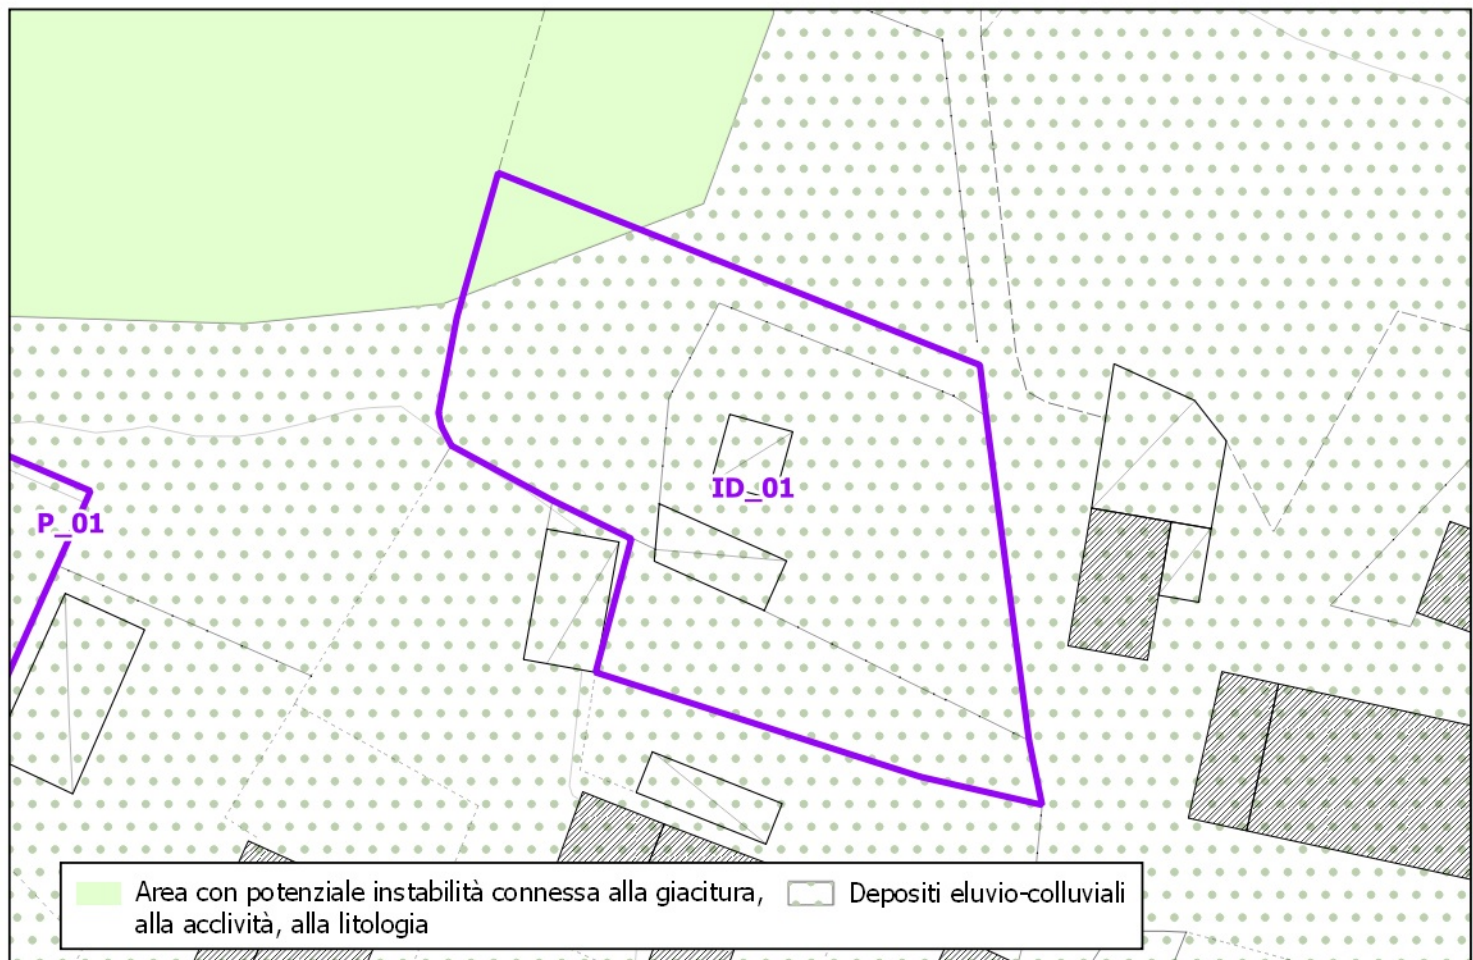 ID_01
P_01
Area con potenziale instabilità connessa alla giacitura,
alla acclività, alla litologia
Depositi eluvio-colluviali